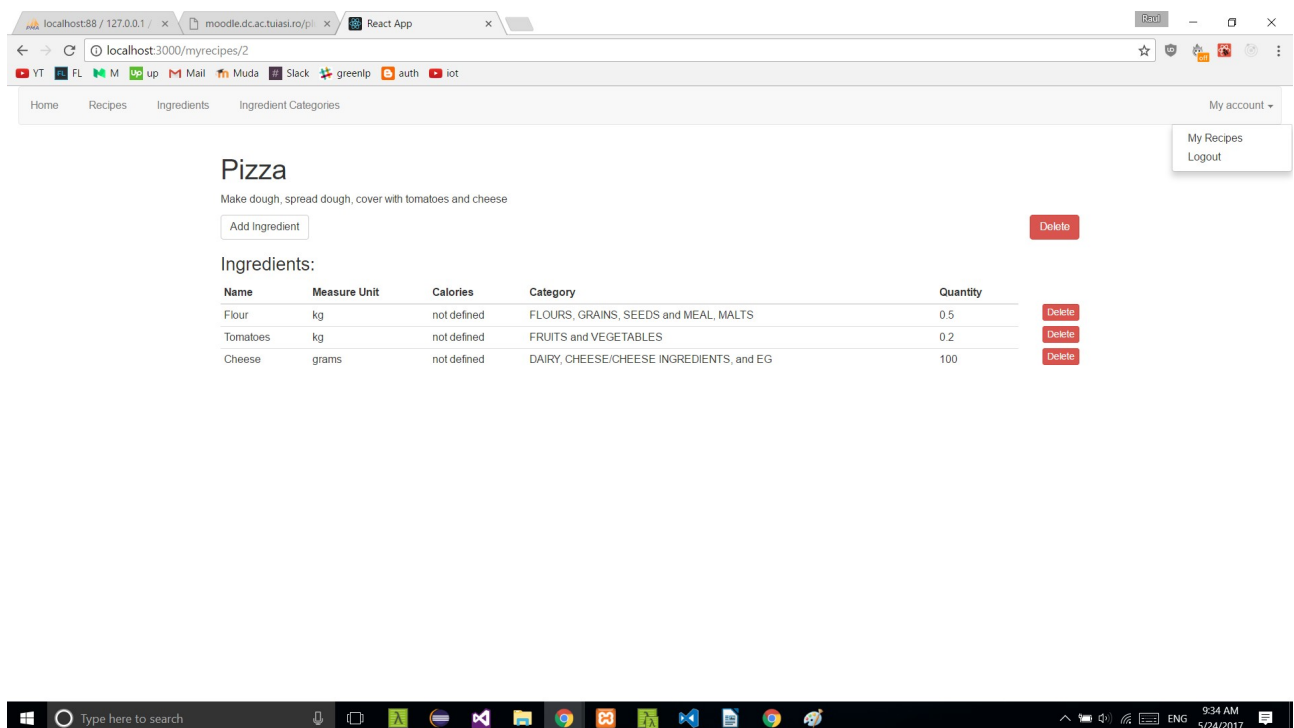 localhost:88 / 127.0.0.1 /
moodle.dc.ac.tuiasi.ro/pl
React App
Raul
localhost:3000/myrecipes/2
off
YT FL FL M Up up Mail Muda # Slack greenlp auth iot
Home Recipes Ingredients Ingredient Categories My account
My Recipes
Logout
Pizza
Make dough, spread dough, cover with tomatoes and cheese
Add Ingredient Delete
Ingredients:
Name Measure Unit Calories Category Quantity
Flour kg not defined FLOURS, GRAINS, SEEDS and MEAL, MALTS 0.5 Delete
Tomatoes kg not defined FRUITS and VEGETABLES 0.2 Delete
Cheese grams not defined DAIRY, CHEESE/CHEESE INGREDIENTS, and EG 100 Delete
Type here to search
ENG
9:34 AM
5/24/2017